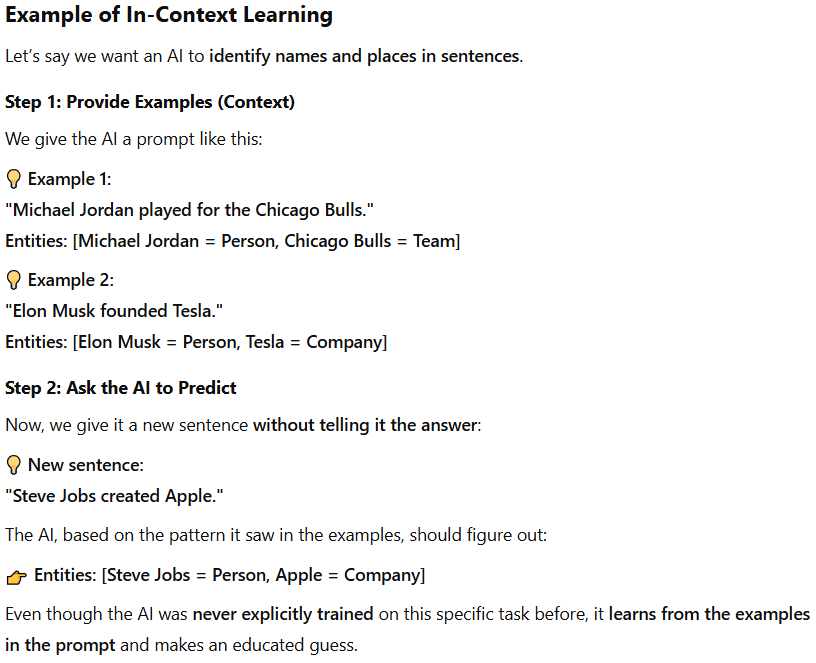 Example of In-Context Learning
Let’s say we want an AI to identify names and places in sentences.
Step 1: Provide Examples (Context)
We give the AI a prompt like this:
💡 Example 1:
"Michael Jordan played for the Chicago Bulls."
Entities: [Michael Jordan = Person, Chicago Bulls = Team]
💡 Example 2:
"Elon Musk founded Tesla."
Entities: [Elon Musk = Person, Tesla = Company]
Step 2: Ask the AI to Predict
Now, we give it a new sentence without telling it the answer:
💡 New sentence:
"Steve Jobs created Apple."
The AI, based on the pattern it saw in the examples, should figure out:
👉 Entities: [Steve Jobs = Person, Apple = Company]
Even though the AI was never explicitly trained on this specific task before, it learns from the examples
in the prompt and makes an educated guess.